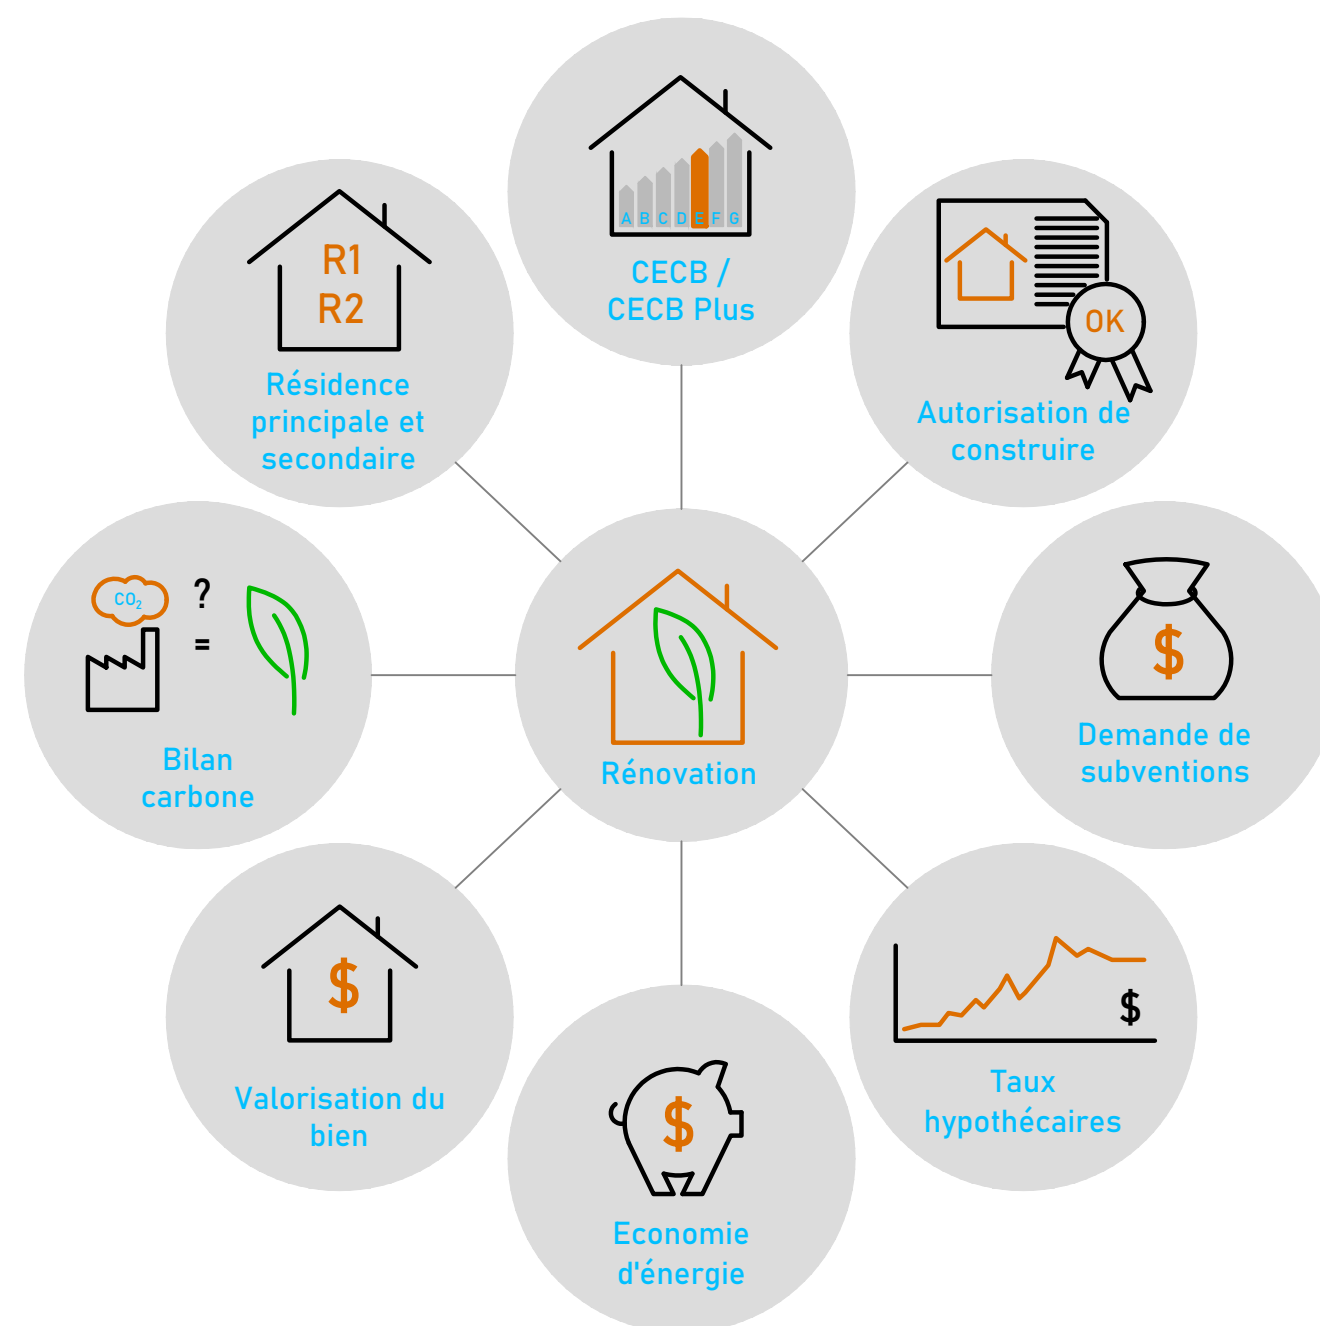 A B C D E F G
CECB /
CECB Plus
OK
Autorisation de
construire
$
Demande de
subventions
$
Taux
hypothécaires
$
Economie
d'énergie
$
Valorisation du
bien
CO₂
?
=
Bilan
carbone
R1
R2
Résidence
principale et
secondaire
Rénovation